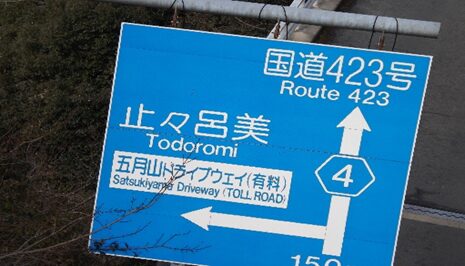 国道423号
Route 423
止々呂美
Todoromi
五月山ドライブウェイ(有料)
Satsukiyama Driveway (TOLL ROAD)
4